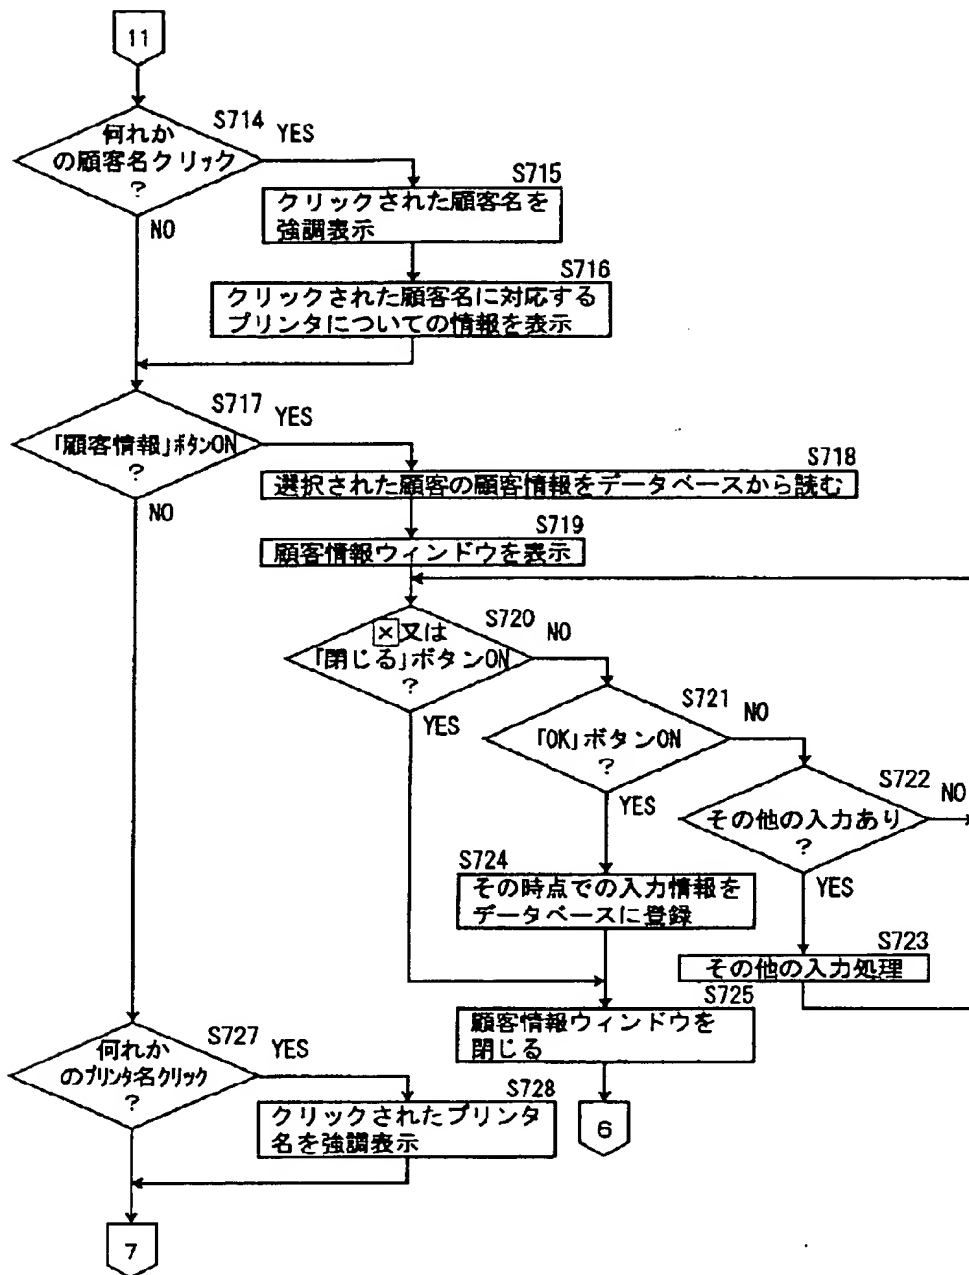 11
S714
YES
何れか
の顧客名クリック
?
NO
S715
クリックされた顧客名を
強調表示
S716
クリックされた顧客名に対応する
プリンタについての情報を表示
S717
YES
「顧客情報」ボタンON
?
NO
S718
選択された顧客の顧客情報をデータベースから読む
S719
顧客情報ウィンドウを表示
S720
NO
×又は
「閉じる」ボタンON
?
YES
S721
NO
「OK」ボタンON
?
YES
S722
NO
その他の入力あり
?
YES
S724
その時点での入力情報を
データベースに登録
S723
その他の入力処理
S725
顧客情報ウィンドウを
閉じる
6
S727
YES
何れか
のプリンタ名クリック
?
S728
クリックされたプリンタ
名を強調表示
7